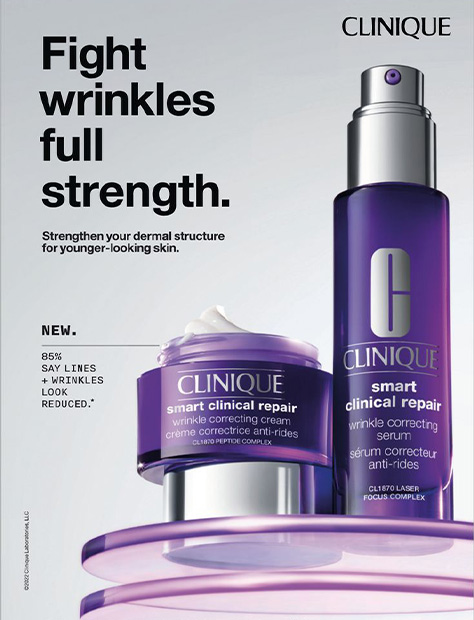 CLINIQUE
Fight
wrinkles
full
strength.
Strengthen your dermal structure
for younger-looking skin.
NEW.
85%
SAY LINES
+ WRINKLES
LOOK
REDUCED.*
CLINIQUE
smart clinical repair
wrinkle correcting cream
crème correctrice anti-rides
CL1870 PEPTIDE COMPLEX
C
CLINIQUE
smart
clinical repair
wrinkle correcting
serum
sérum correcteur
anti-rides
CL1870 LASER
FOCUS COMPLEX
©2022 Clinique Laboratories, LLC